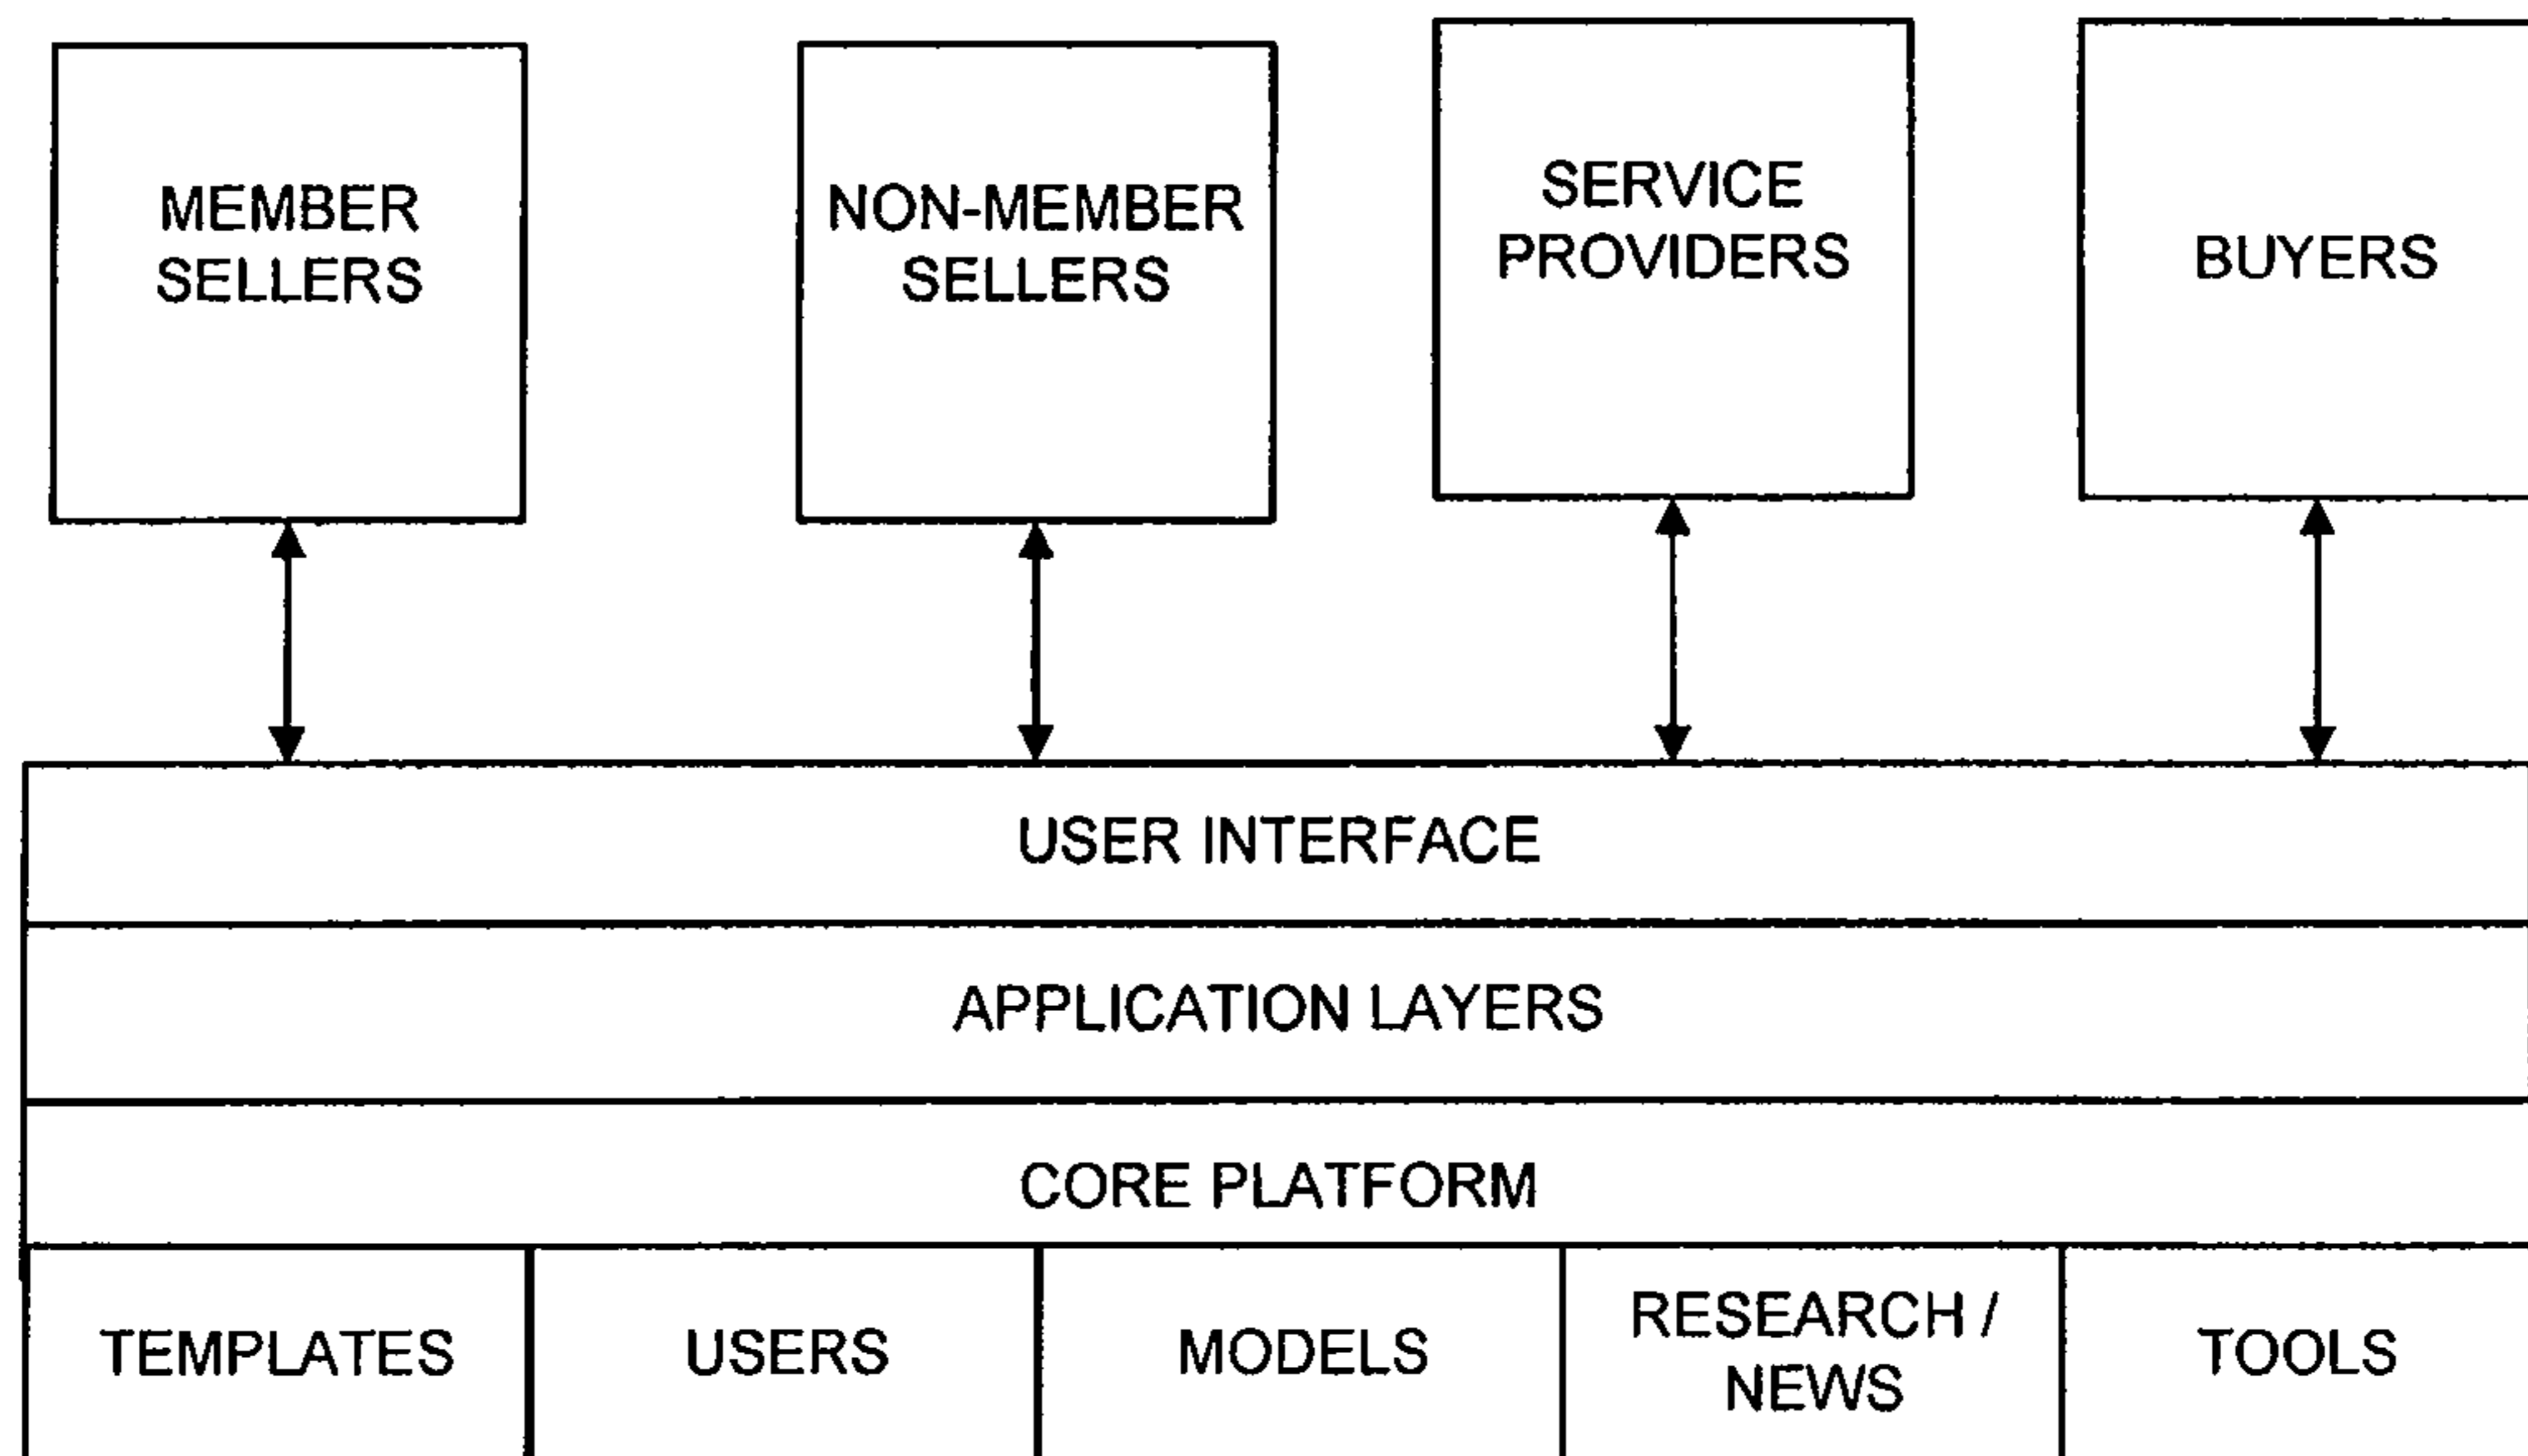 MEMBER
SELLERS
NON-MEMBER
SELLERS
SERVICE
PROVIDERS
BUYERS
USER INTERFACE
APPLICATION LAYERS
CORE PLATFORM
TEMPLATES
USERS
MODELS
RESEARCH /
NEWS
TOOLS